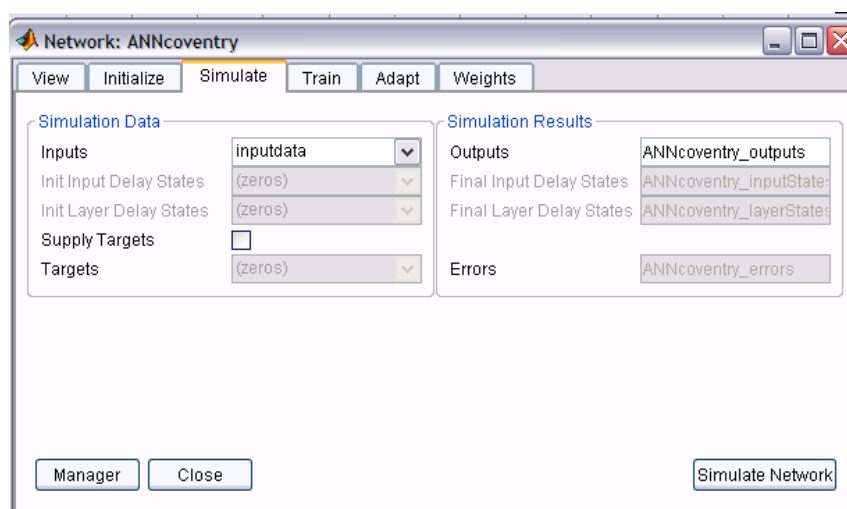 Network: ANNcoventry
View Initialize Simulate Train Adapt Weights
Simulation Data
Inputs inputdata
Init Input Delay States (zeros)
Init Layer Delay States (zeros)
Supply Targets
Targets (zeros)
Simulation Results
Outputs ANNcoventry_outputs
Final Input Delay States ANNcoventry_inputStates
Final Layer Delay States ANNcoventry_layerStates
Errors ANNcoventry_errors
Manager Close Simulate Network